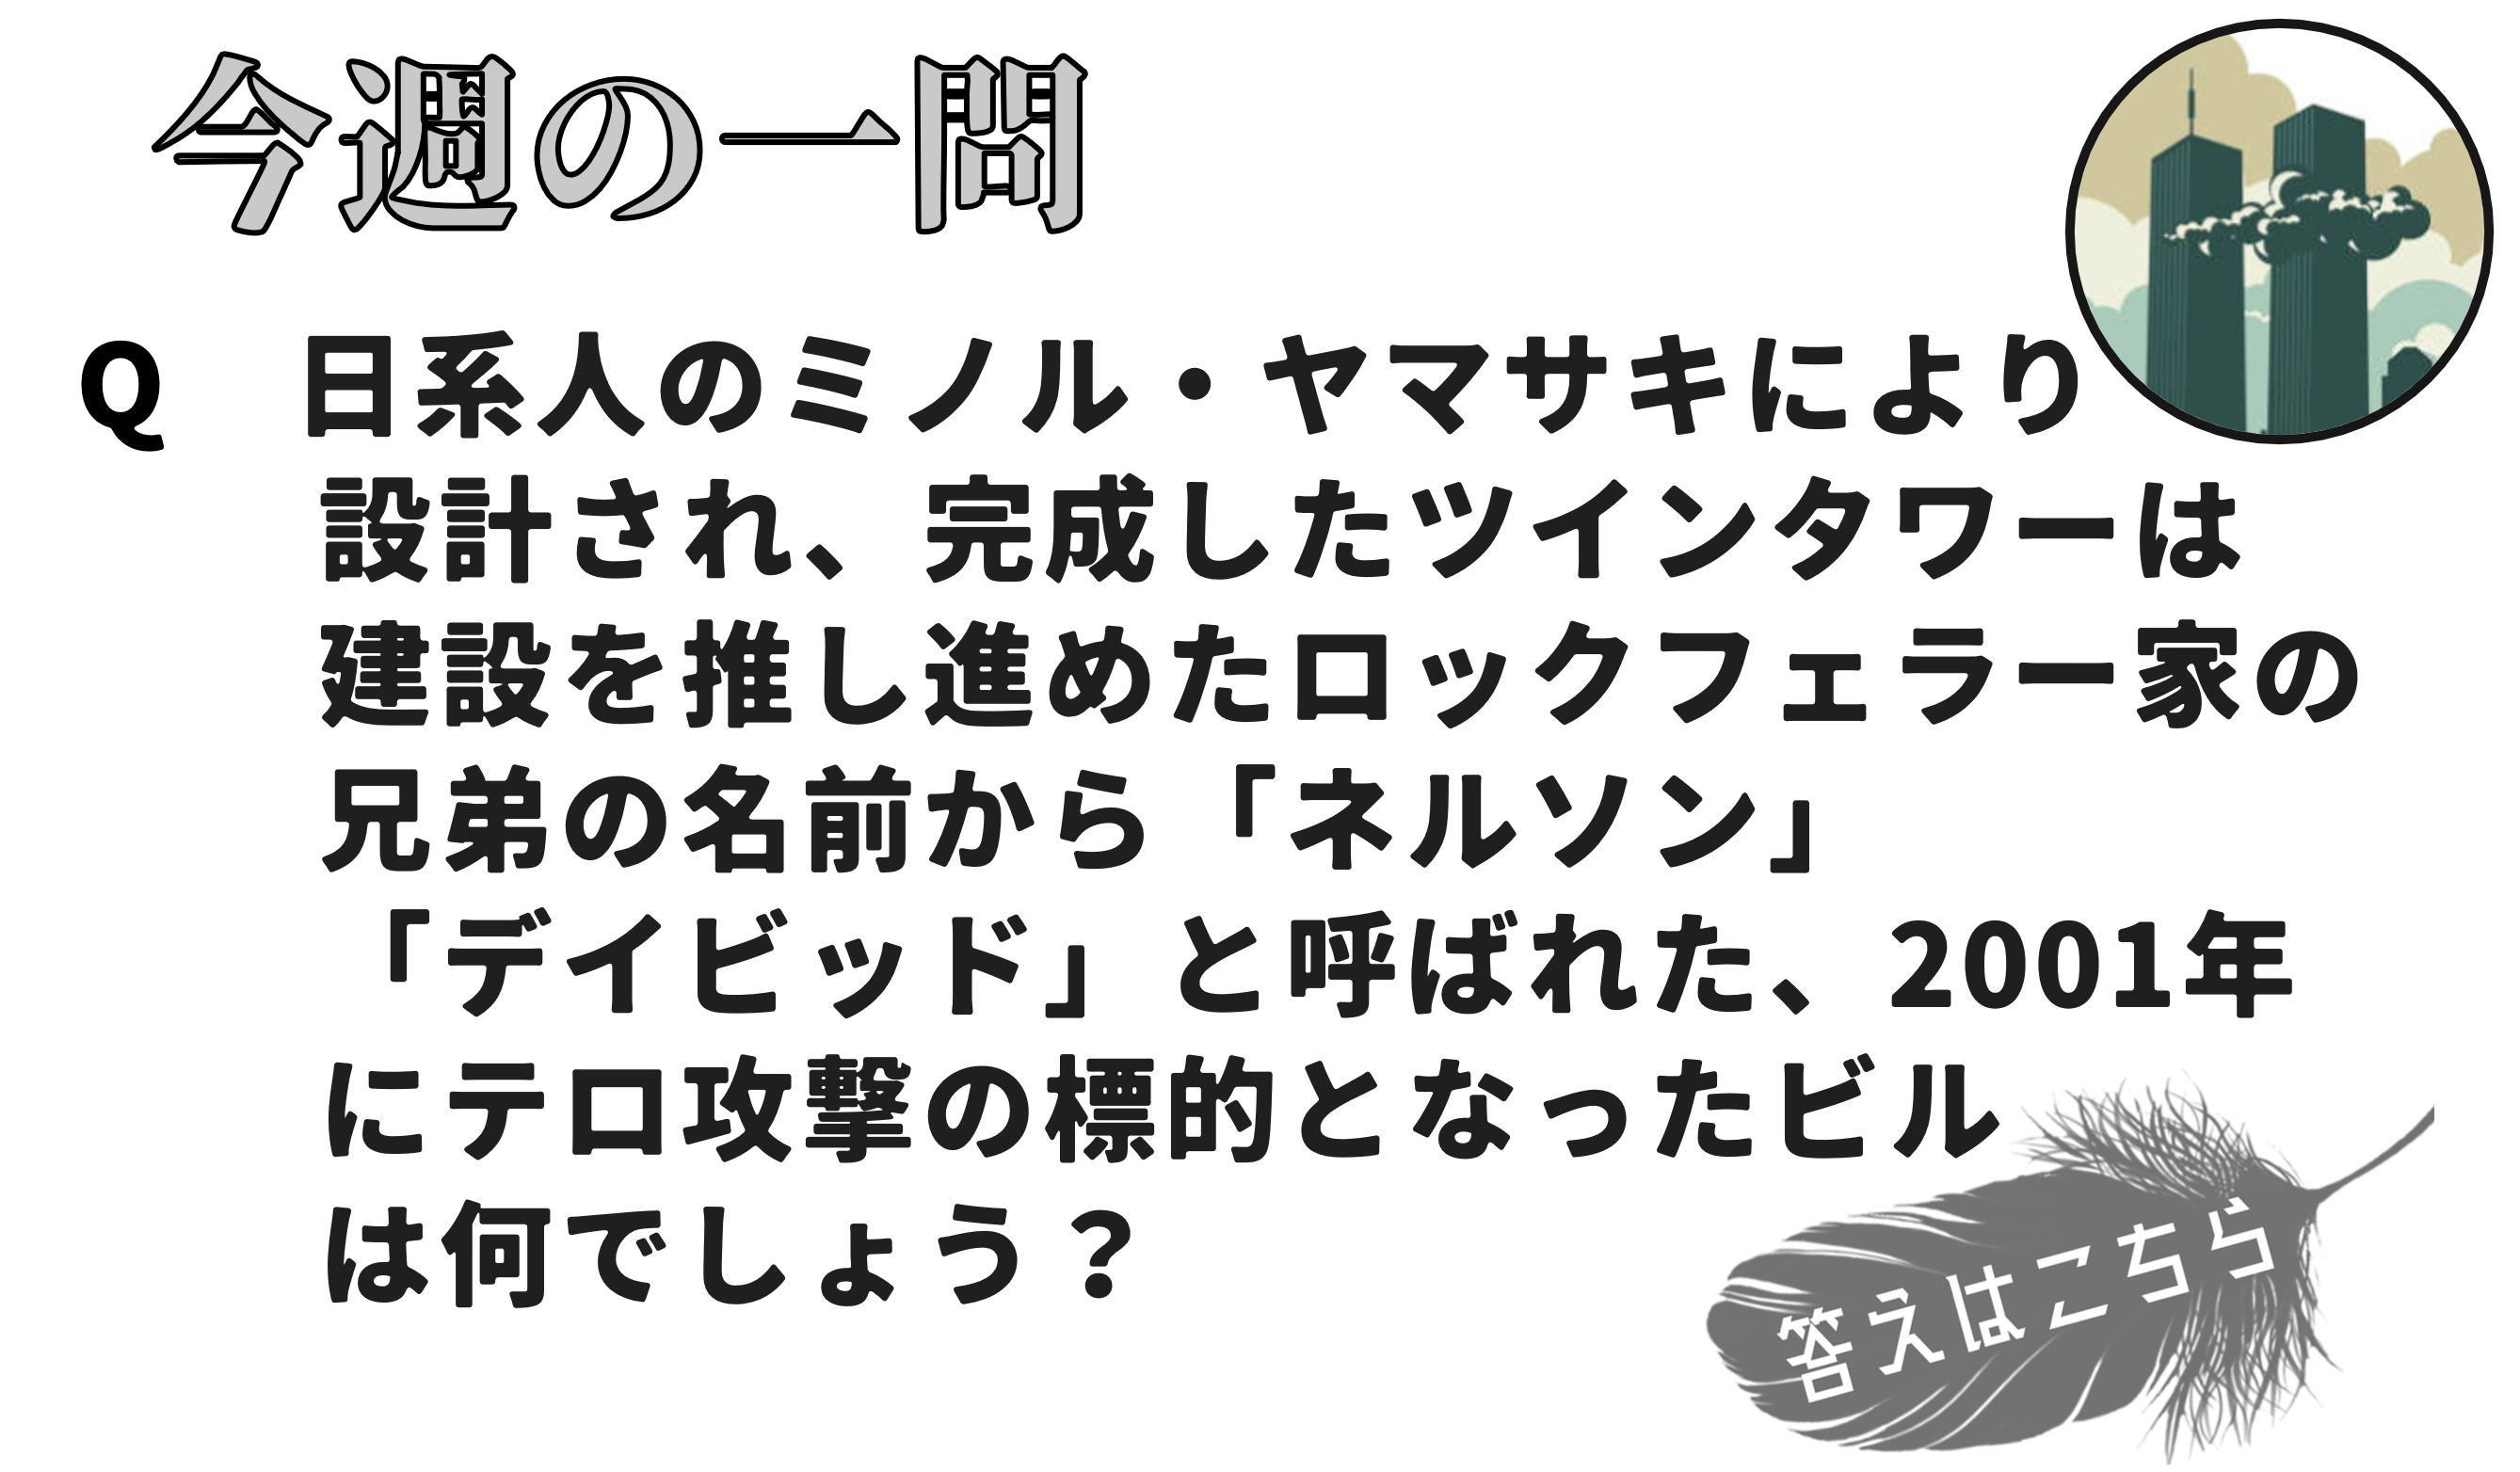 今週の一問
Q 日系人のミノル・ヤマサキにより
設計され、完成したツインタワーは
建設を推し進めたロックフェラー家の
兄弟の名前から「ネルソン」
「デイビッド」と呼ばれた、2001年
にテロ攻撃の標的となったビル
は何でしょう？
答えはこちら